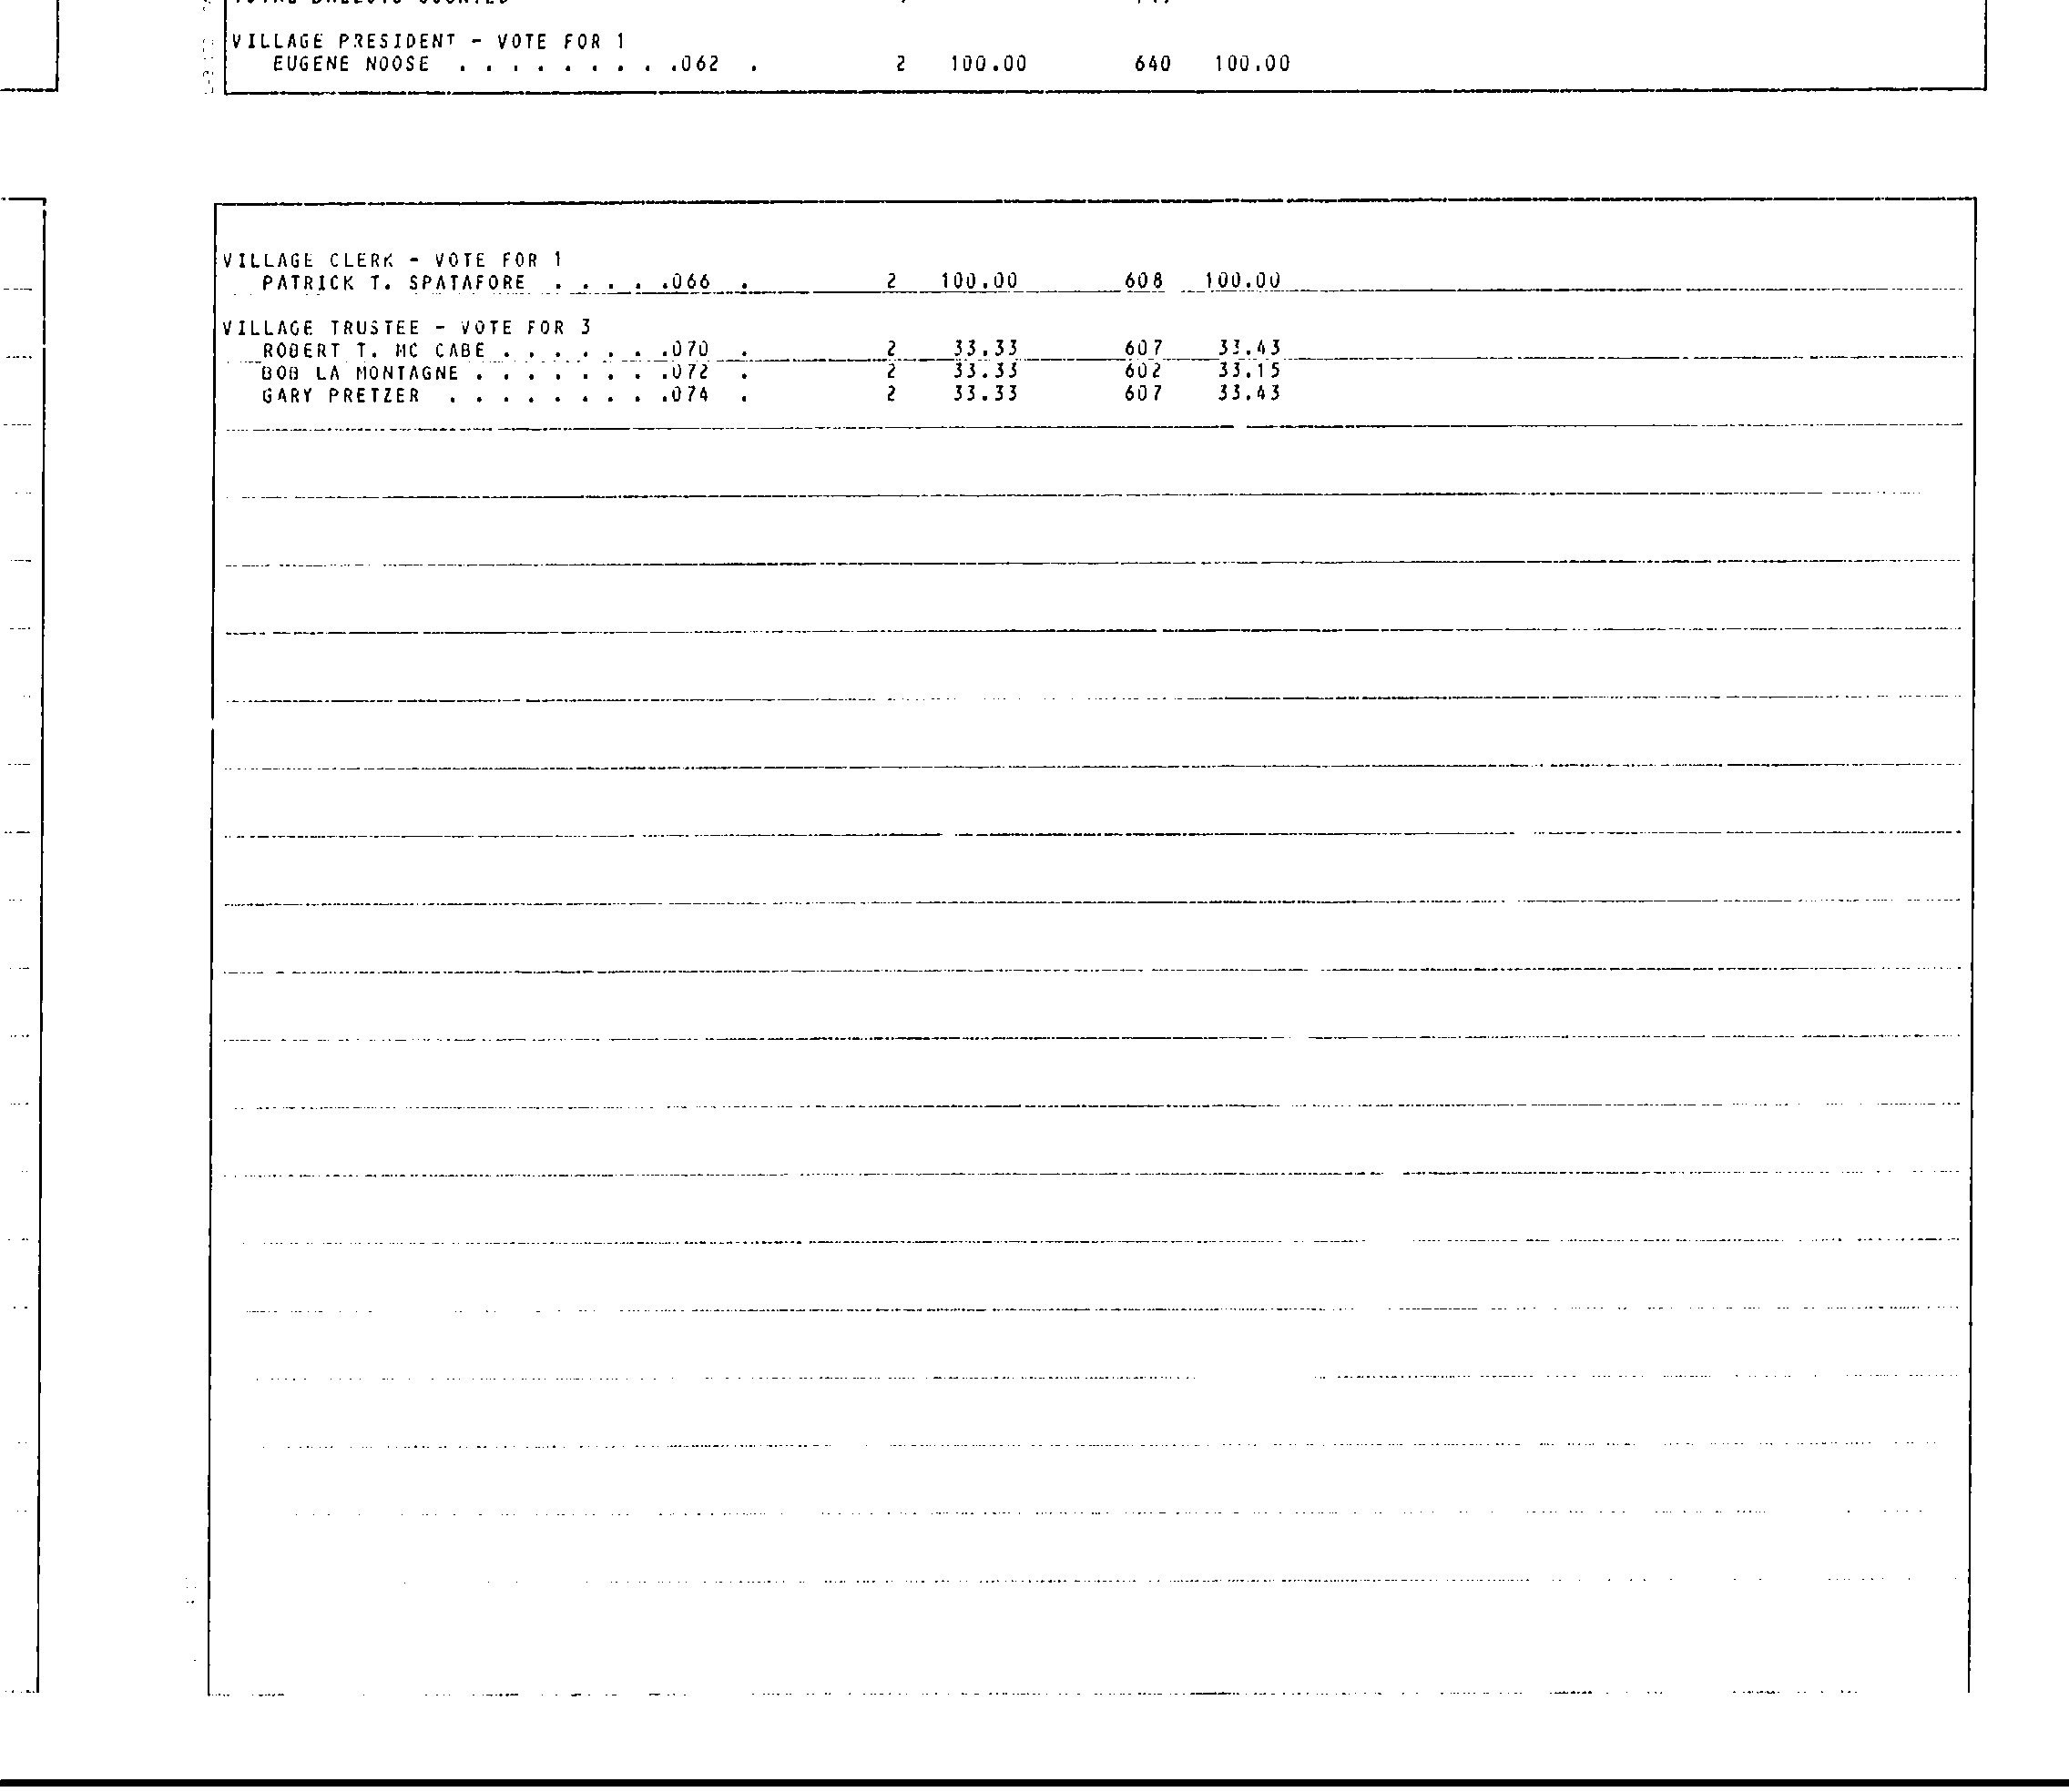 VILLAGE PRESIDENT - VOTE FOR 1
EUGENE NOOSE . . . . . . . . .062 . 2 100.00 640 100.00
VILLAGE CLERK - VOTE FOR 1
PATRICK T. SPATAFORE . . . . .066 . 2 100.00 608 100.00
VILLAGE TRUSTEE - VOTE FOR 3
ROBERT T. MC CABE . . . . . . .070 . 2 33.33 607 33.43
BOB LA MONTAGNE . . . . . . . .072 . 2 33.33 602 33.15
GARY PRETZER . . . . . . . . .074 . 2 33.33 607 33.43